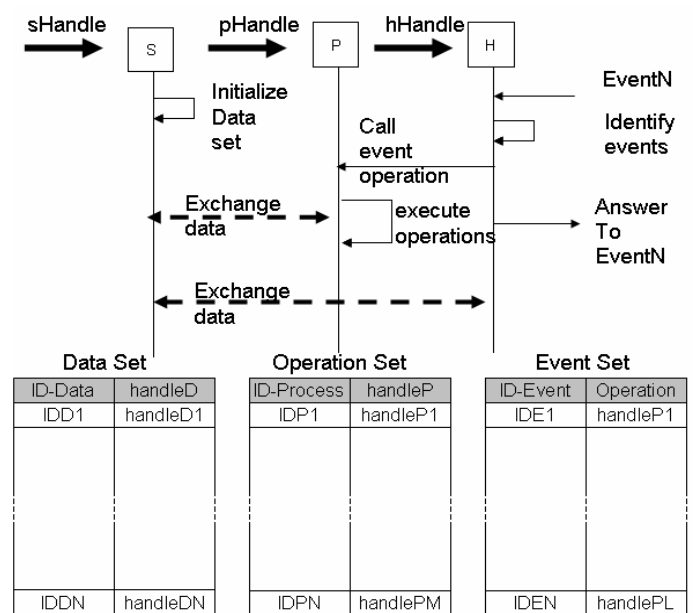 sHandle
pHandle
hHandle
S
P
H
Initialize
Data
set
EventN
Identify
events
Call
event
operation
Exchange
data
execute
operations
Answer
To
EventN
Exchange
data
Data Set
Operation Set
Event Set
ID-Data handleD
ID-Process handleP
ID-Event Operation
IDD1 handleD1
IDP1 handleP1
IDE1 handleP1
IDDN handleDN
IDPN handlePM
IDEN handlePL